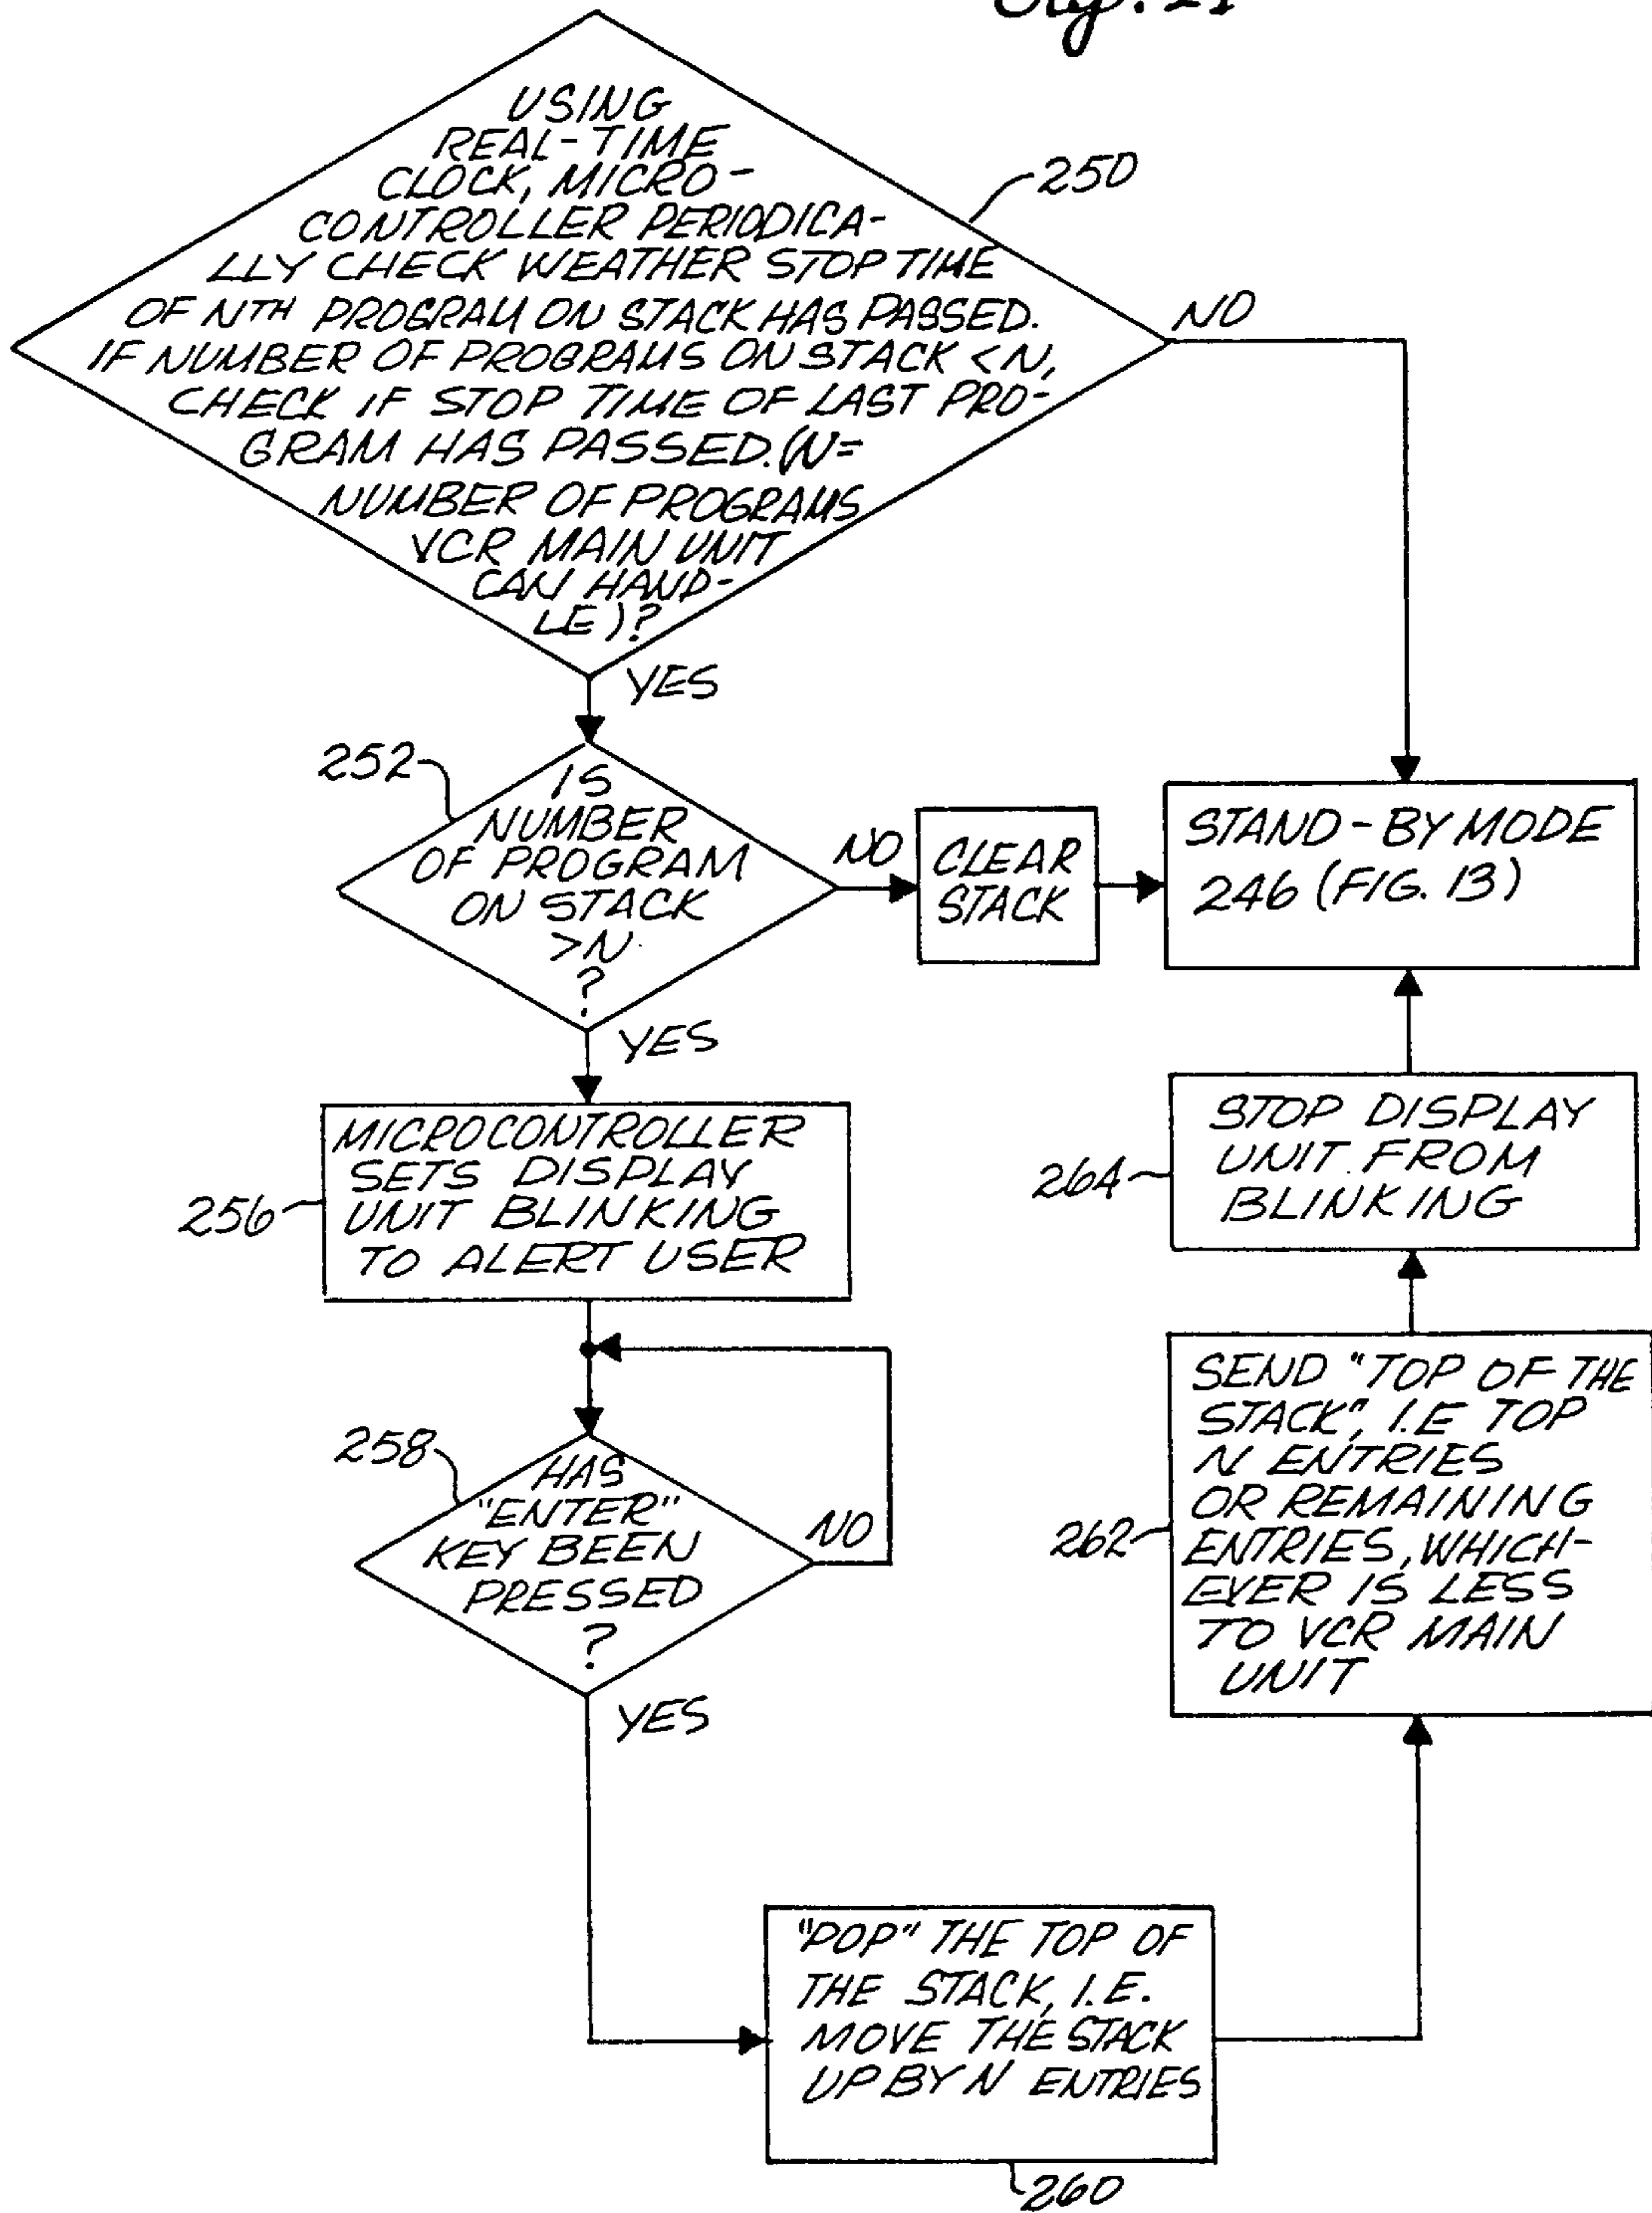 USING
REAL-TIME
CLOCK, MICRO-
CONTROLLER PERIODICA-
LLY CHECK WEATHER STOP TIME
OF NTH PROGRAM ON STACK HAS PASSED.
IF NUMBER OF PROGRAMS ON STACK <N,
CHECK IF STOP TIME OF LAST PRO-
GRAM HAS PASSED.(N=
NUMBER OF PROGRAMS
VCR MAIN UNIT
CAN HAND-
LE)?
250
NO
YES
252
IS
NUMBER
OF PROGRAM
ON STACK
>N
?
NO
CLEAR
STACK
STAND-BY MODE
246 (FIG. 13)
YES
256
MICROCONTROLLER
SETS DISPLAY
UNIT BLINKING
TO ALERT USER
258
HAS
"ENTER"
KEY BEEN
PRESSED
?
NO
YES
"POP" THE TOP OF
THE STACK, I.E.
MOVE THE STACK
UP BY N ENTRIES
260
262
SEND "TOP OF THE
STACK", I.E TOP
N ENTRIES
OR REMAINING
ENTRIES, WHICH-
EVER IS LESS
TO VCR MAIN
UNIT
264
STOP DISPLAY
UNIT FROM
BLINKING